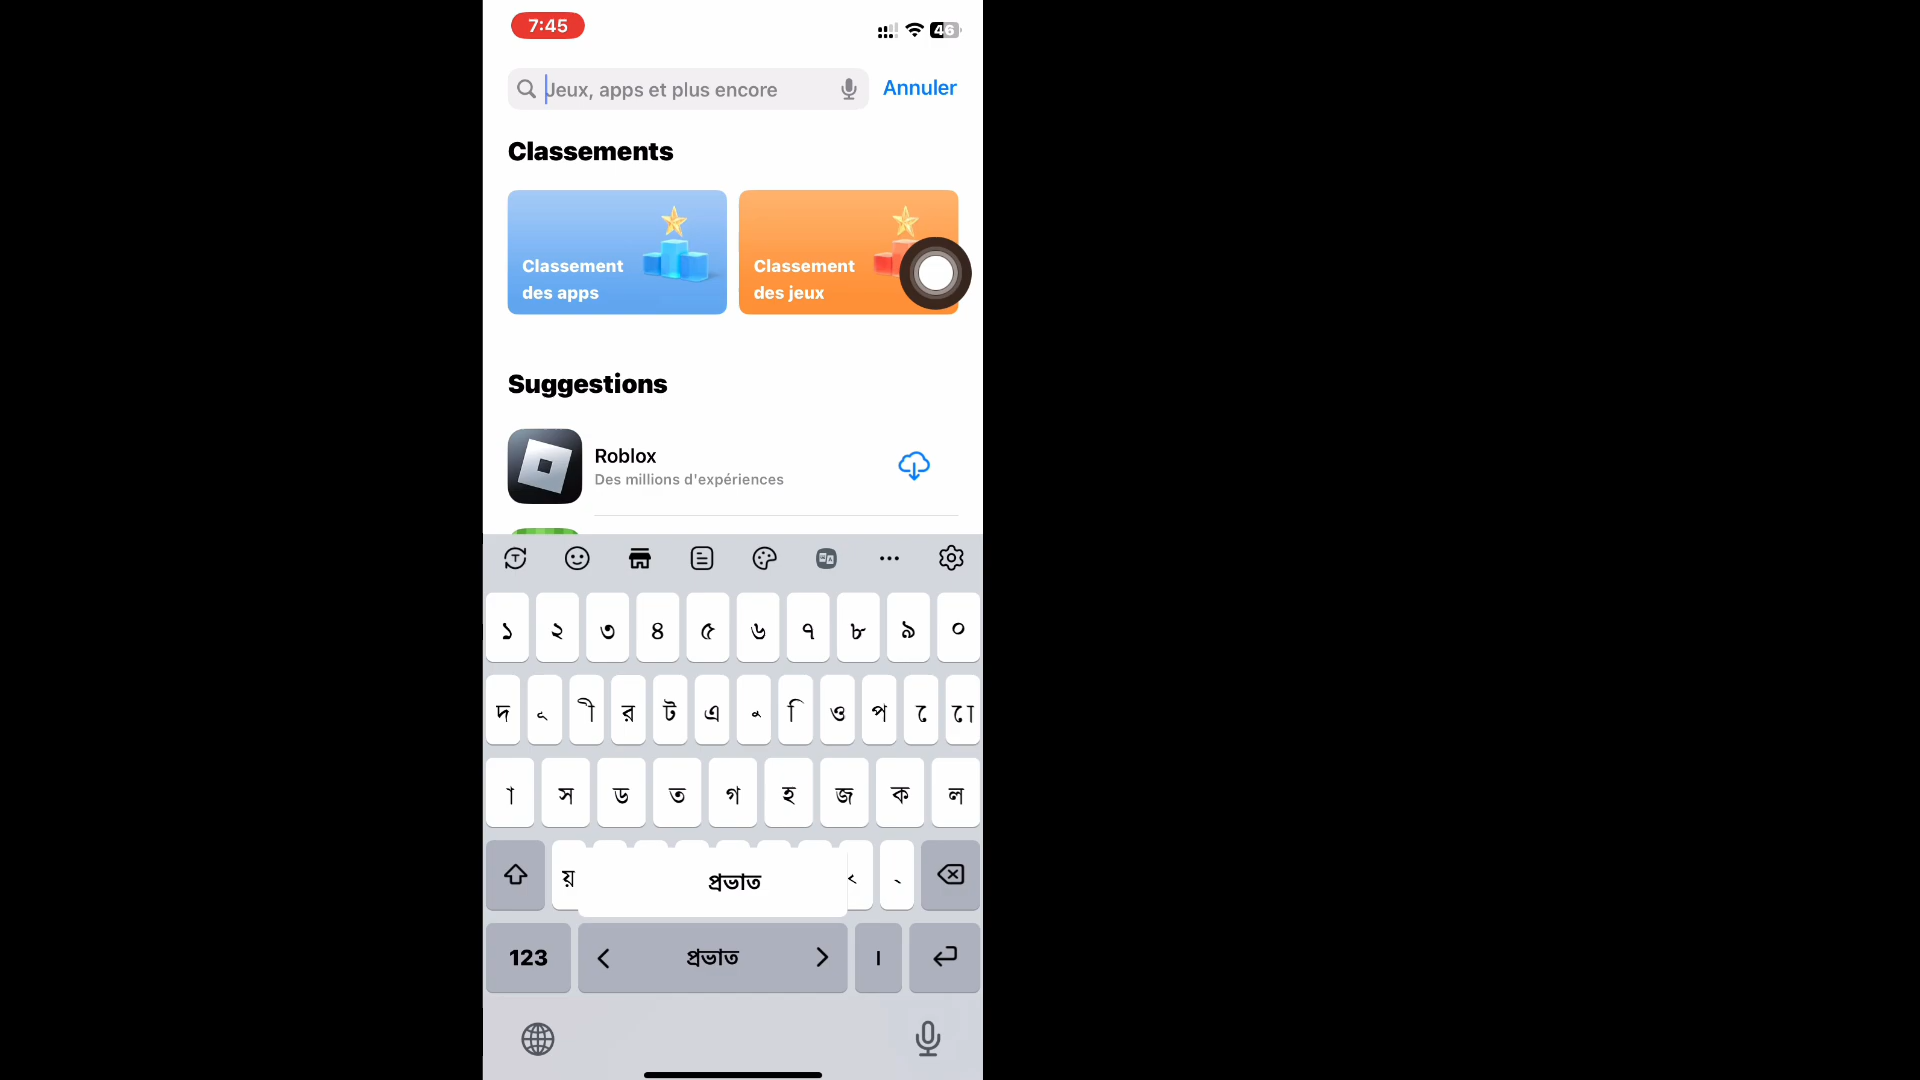 7:45
46
Jeux, apps et plus encore
Annuler
Classements
Classement
des apps
Classement
des jeux
Suggestions
Roblox
Des millions d'expériences
১ ২ ৩ ৪ ৫ ৬ ৭ ৮ ৯ ০
দ ূ ী র ট এ ু ি ও প ে ো
া স ড ত গ হ জ ক ল
য় প্রভাত ্
123 < প্রভাত > ।